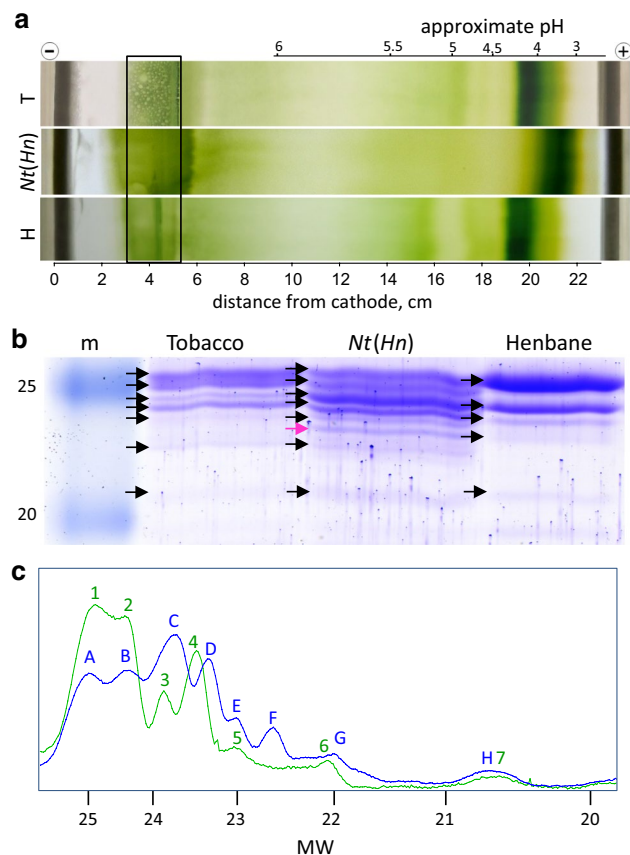 a
approximate pH
6 5.5 5 4,5 4 3
− +
T
Nt(Hn)
H
0 2 4 6 8 10 12 14 16 18 20 22
distance from cathode, cm
b
m Tobacco Nt(Hn) Henbane
25
20
c
1 2 C 4 D A B 3 E F 5 6 G H 7
25 24 23 22 21 20
MW